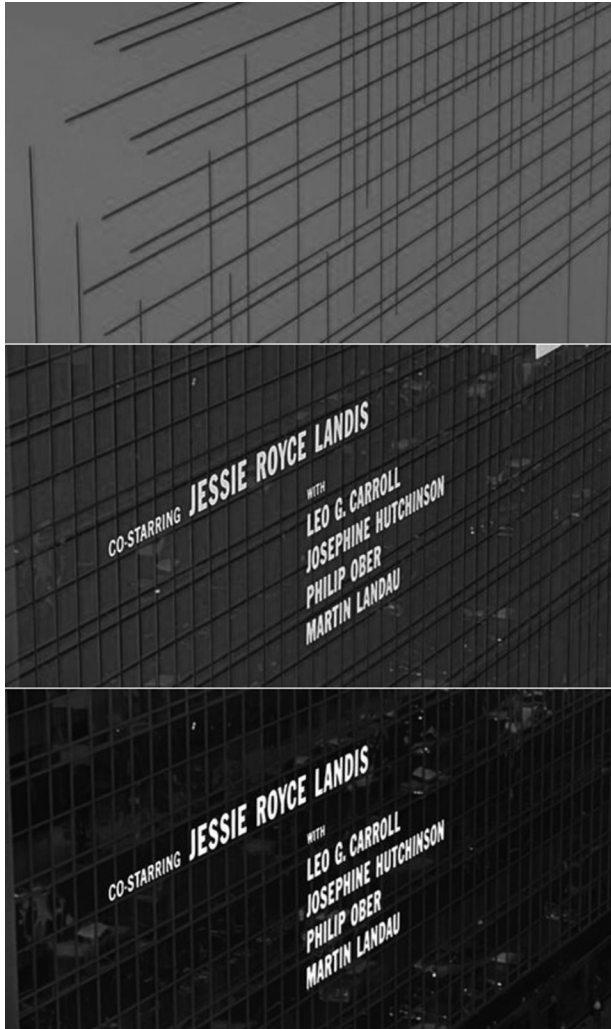 CO-STARRING JESSIE ROYCE LANDIS
WITH
LEO G. CARROLL
JOSEPHINE HUTCHINSON
PHILIP OBER
MARTIN LANDAU
CO-STARRING JESSIE ROYCE LANDIS
WITH
LEO G. CARROLL
JOSEPHINE HUTCHINSON
PHILIP OBER
MARTIN LANDAU